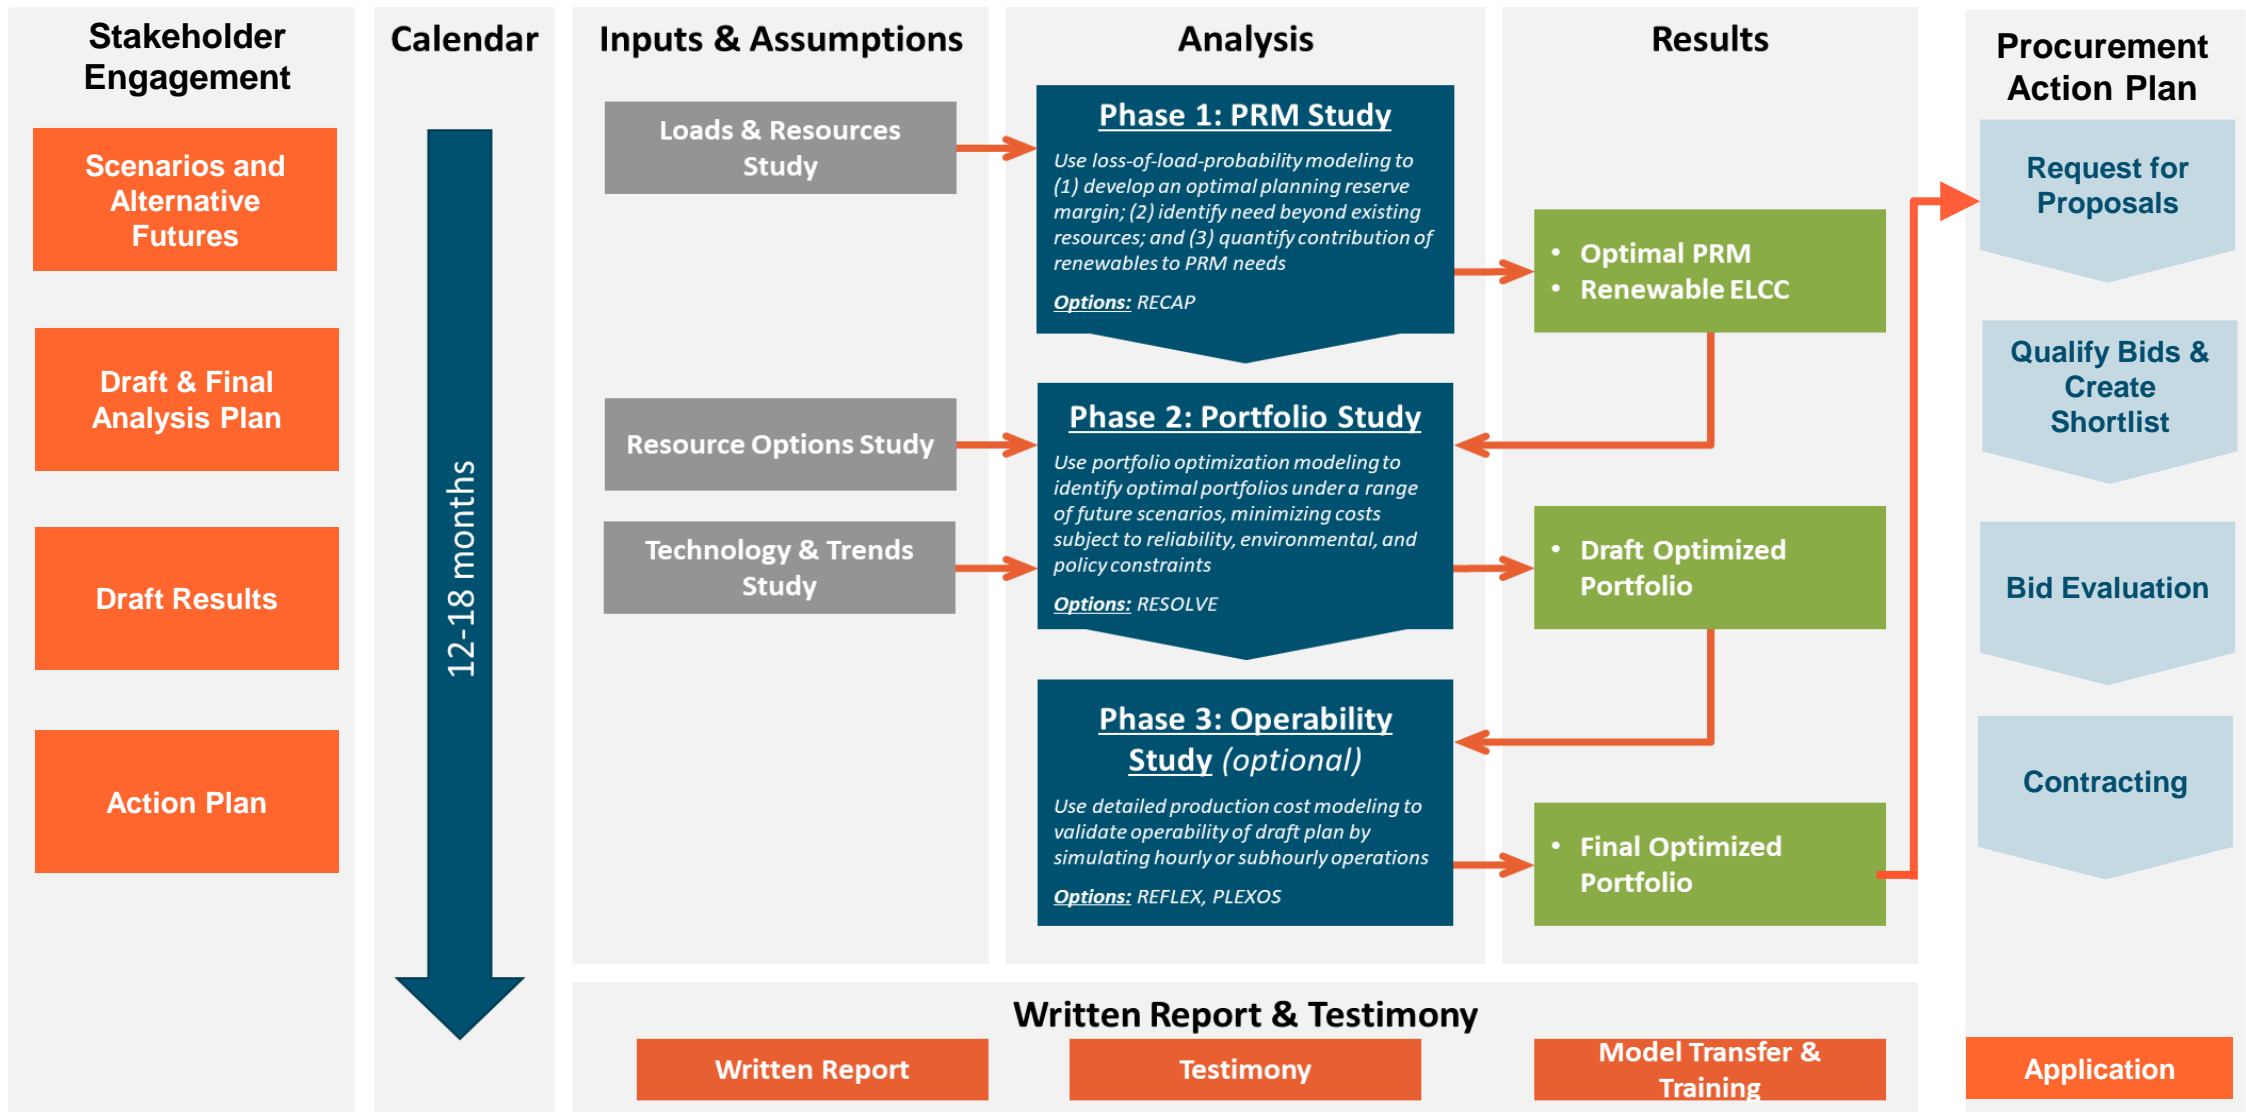 Stakeholder
Engagement
Scenarios and
Alternative
Futures
Draft & Final
Analysis Plan
Draft Results
Action Plan
Calendar
12-18 months
Inputs & Assumptions
Loads & Resources
Study
Resource Options Study
Technology & Trends
Study
Analysis
Phase 1: PRM Study
Use loss-of-load-probability modeling to
(1) develop an optimal planning reserve
margin; (2) identify need beyond existing
resources; and (3) quantify contribution of
renewables to PRM needs
Options: RECAP
Phase 2: Portfolio Study
Use portfolio optimization modeling to
identify optimal portfolios under a range
of future scenarios, minimizing costs
subject to reliability, environmental, and
policy constraints
Options: RESOLVE
Phase 3: Operability
Study (optional)
Use detailed production cost modeling to
validate operability of draft plan by
simulating hourly or subhourly operations
Options: REFLEX, PLEXOS
Results
• Optimal PRM
• Renewable ELCC
• Draft Optimized
Portfolio
• Final Optimized
Portfolio
Procurement
Action Plan
Request for
Proposals
Qualify Bids &
Create
Shortlist
Bid Evaluation
Contracting
Written Report & Testimony
Written Report
Testimony
Model Transfer &
Training
Application